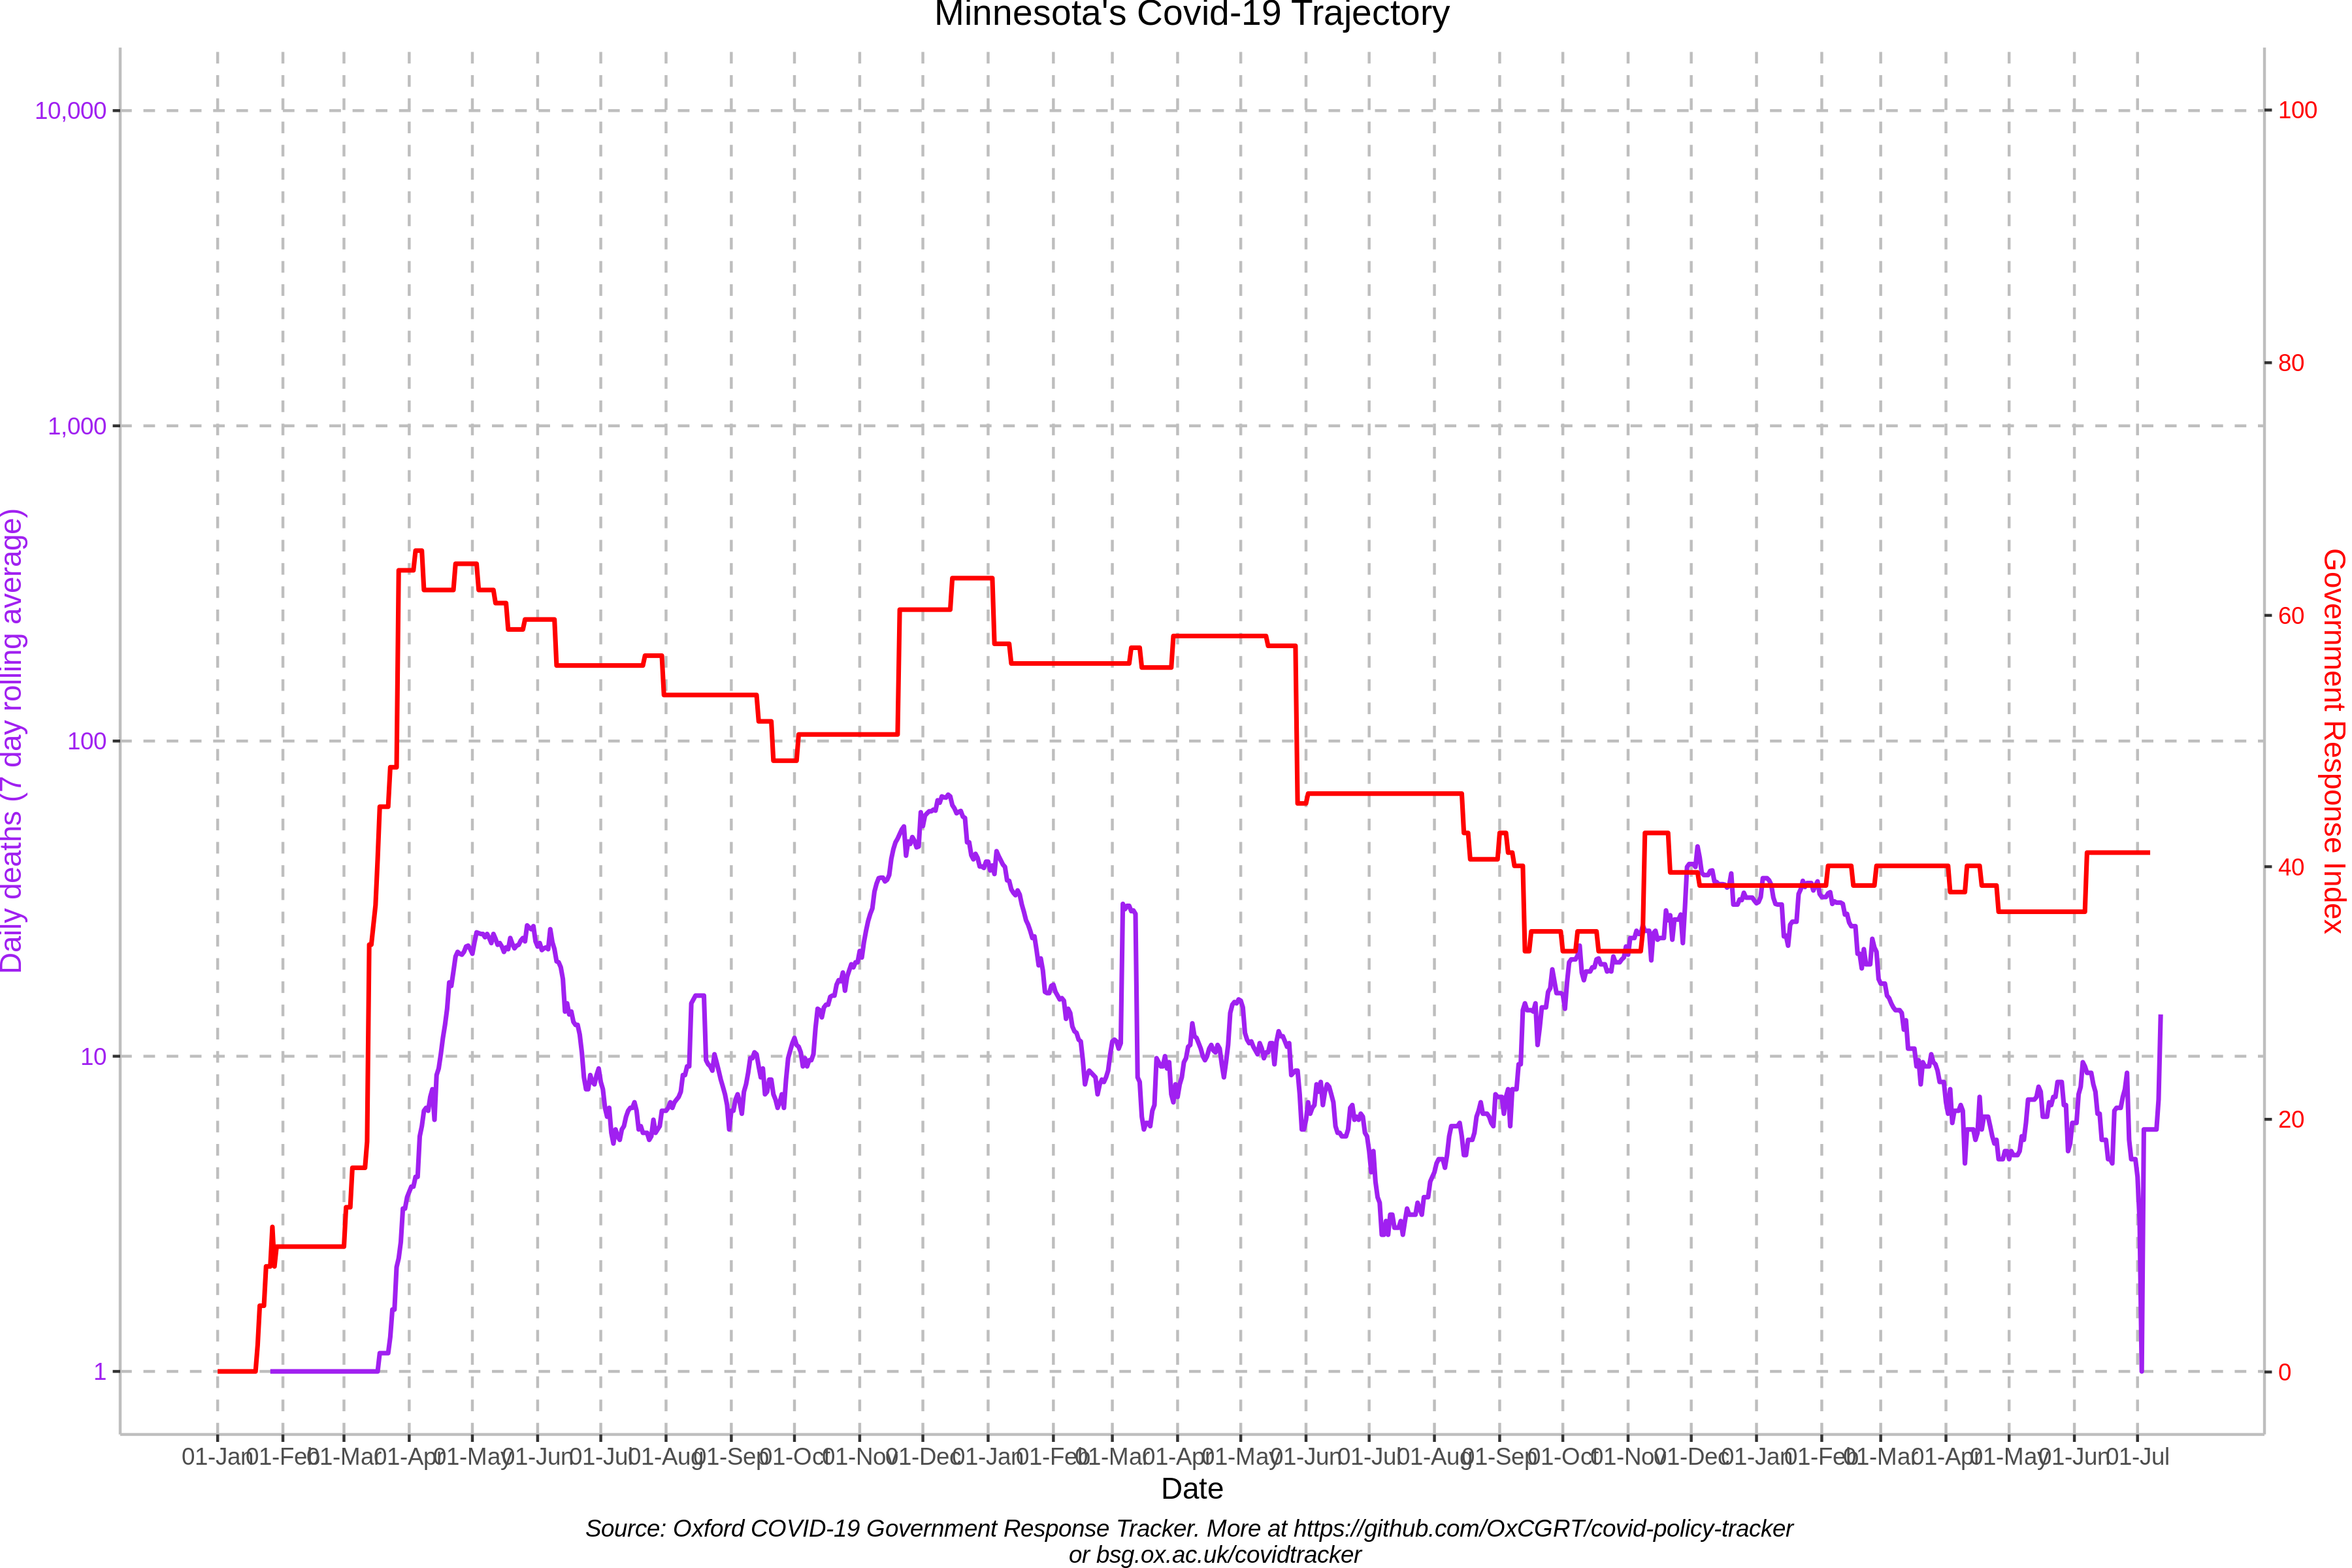 Minnesota's Covid-19 Trajectory
10,000
1,000
100
10
1
Daily deaths (7 day rolling average)
100
80
60
40
20
0
Government Response Index
01-Jan 01-Feb 01-Mar 01-Apr 01-May 01-Jun 01-Jul 01-Aug 01-Sep 01-Oct 01-Nov 01-Dec 01-Jan 01-Feb 01-Mar 01-Apr 01-May 01-Jun 01-Jul 01-Aug 01-Sep 01-Oct 01-Nov 01-Dec 01-Jan 01-Feb 01-Mar 01-Apr 01-May 01-Jun 01-Jul
Date
Source: Oxford COVID-19 Government Response Tracker. More at https://github.com/OxCGRT/covid-policy-tracker
or bsg.ox.ac.uk/covidtracker